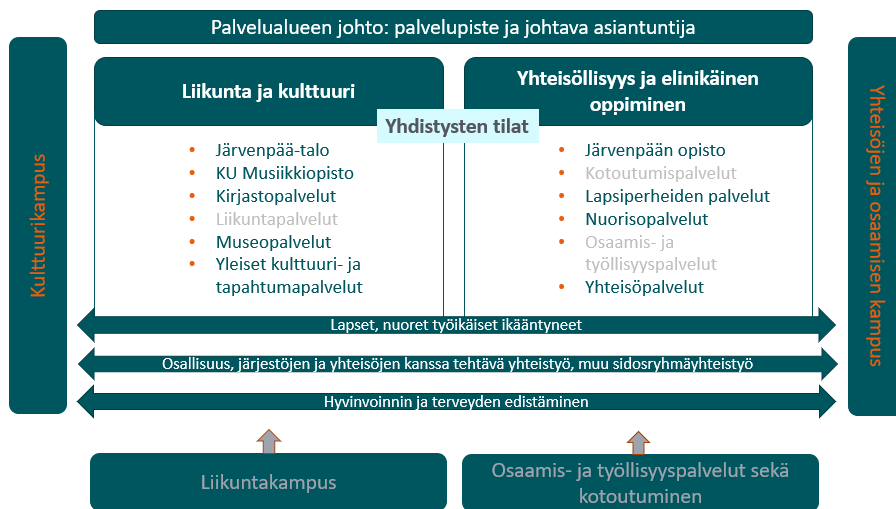 Palvelualueen johto: palvelupiste ja johtava asiantuntija
Kulttuurikampus
Liikunta ja kulttuuri
Yhteisöllisyys ja elinikäinen
oppiminen
Yhdistysten tilat
• Järvenpää-talo
• KU Musiikkiopisto
• Kirjastopalvelut
• Liikuntapalvelut
• Museopalvelut
• Yleiset kulttuuri- ja
tapahtumapalvelut
• Järvenpään opisto
• Kotoutumispalvelut
• Lapsiperheiden palvelut
• Nuorisopalvelut
• Osaamis- ja
työllisyyspalvelut
• Yhteisöpalvelut
Yhteisöjen ja osaamisen kampus
Lapset, nuoret työikäiset ikääntyneet
Osallisuus, järjestöjen ja yhteisöjen kanssa tehtävä yhteistyö, muu sidosryhmäyhteistyö
Hyvinvoinnin ja terveyden edistäminen
Liikuntakampus
Osaamis- ja työllisyyspalvelut sekä
kotoutuminen